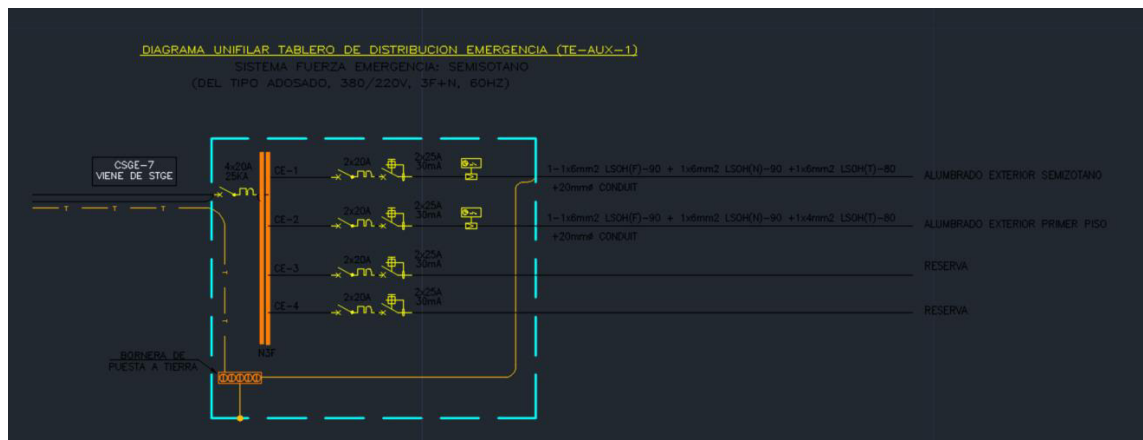 DIAGRAMA UNIFILAR TABLERO DE DISTRIBUCION EMERGENCIA (TE-AUX-1)
SISTEMA FUERZA EMERGENCIA: SEMISOTANO
(DEL TIPO ADOSADO, 380/220V, 3F+N, 60HZ)
CSGE-7
VIENE DE STGE
4x20A
25KA
CE-1
2x20A
2x25A
30mA
1-1x6mm2 LSOH(F)-90 + 1x6mm2 LSOH(N)-90 +1x6mm2 LSOH(T)-80
+20mmø CONDUIT
ALUMBRADO EXTERIOR SEMIZOTANO
CE-2
2x20A
2x25A
30mA
1-1x6mm2 LSOH(F)-90 + 1x6mm2 LSOH(N)-90 +1x4mm2 LSOH(T)-80
+20mmø CONDUIT
ALUMBRADO EXTERIOR PRIMER PISO
CE-3
2x20A
2x25A
30mA
RESERVA
CE-4
2x20A
2x25A
30mA
RESERVA
T T T
T
T
N3F
BORNERA DE
PUESTA A TIERRA